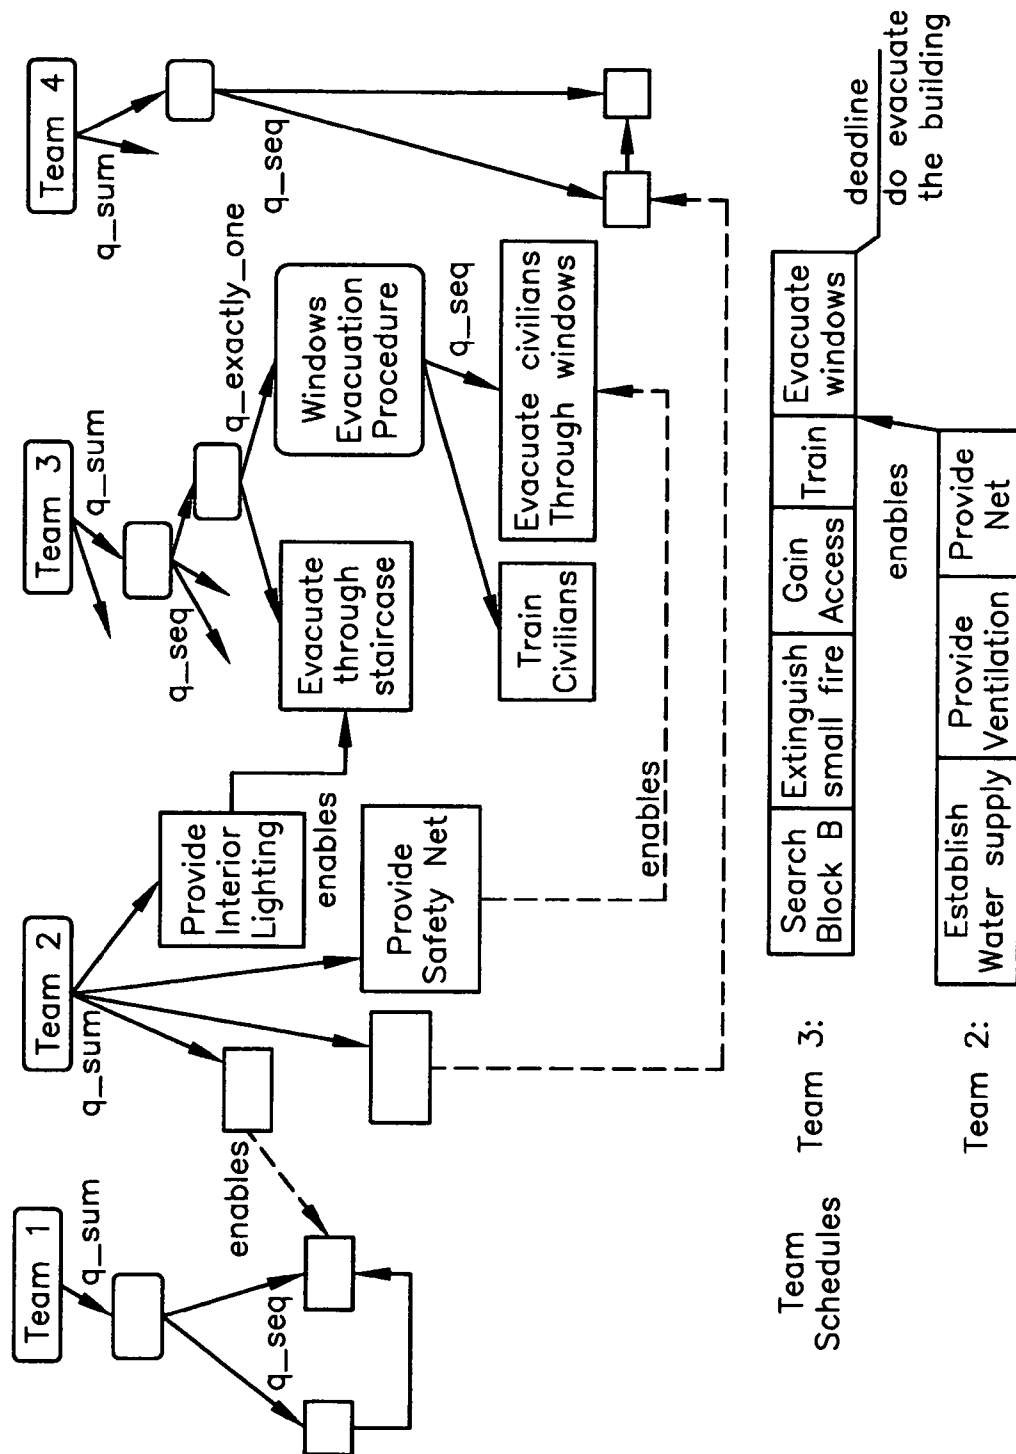 Team 1
q_sum
q_seq
Team 2
q_sum
enables
Provide
Interior
Lighting
enables
Provide
Safety Net
enables
Team 3
q_sum
q_seq
q_exactly_one
Evacuate
through
staircase
Windows
Evacuation
Procedure
q_seq
Train
Civilians
Evacuate civilians
Through windows
Team 4
q_sum
q_seq
Team
Schedules
Team 3:
Search
Block B
Extinguish
small fire
Gain
Access
Train
Evacuate
windows
deadline
do evacuate
the building
enables
Team 2:
Establish
Water supply
Provide
Ventilation
Provide
Net